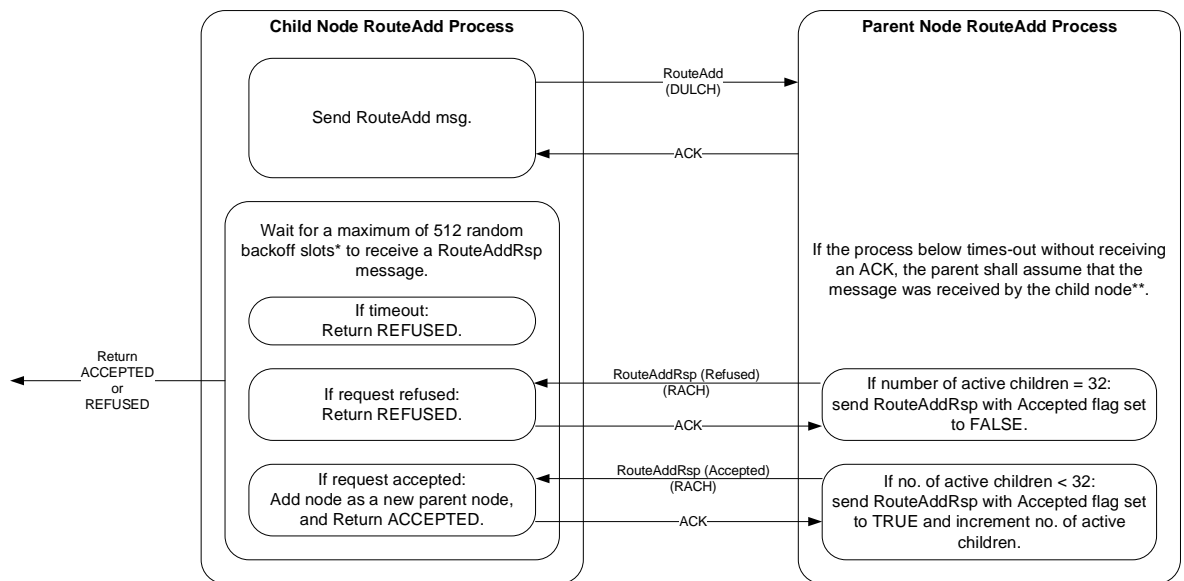 Child Node RouteAdd Process
Parent Node RouteAdd Process
Send RouteAdd msg.
RouteAdd
(DULCH)
ACK
Wait for a maximum of 512 random
backoff slots* to receive a RouteAddRsp
message.
If the process below times-out without receiving
an ACK, the parent shall assume that the
message was received by the child node**.
If timeout:
Return REFUSED.
Return
ACCEPTED
or
REFUSED
If request refused:
Return REFUSED.
RouteAddRsp (Refused)
(RACH)
ACK
If number of active children = 32:
send RouteAddRsp with Accepted flag set
to FALSE.
If request accepted:
Add node as a new parent node,
and Return ACCEPTED.
RouteAddRsp (Accepted)
(RACH)
ACK
If no. of active children < 32:
send RouteAddRsp with Accepted flag set
to TRUE and increment no. of active
children.